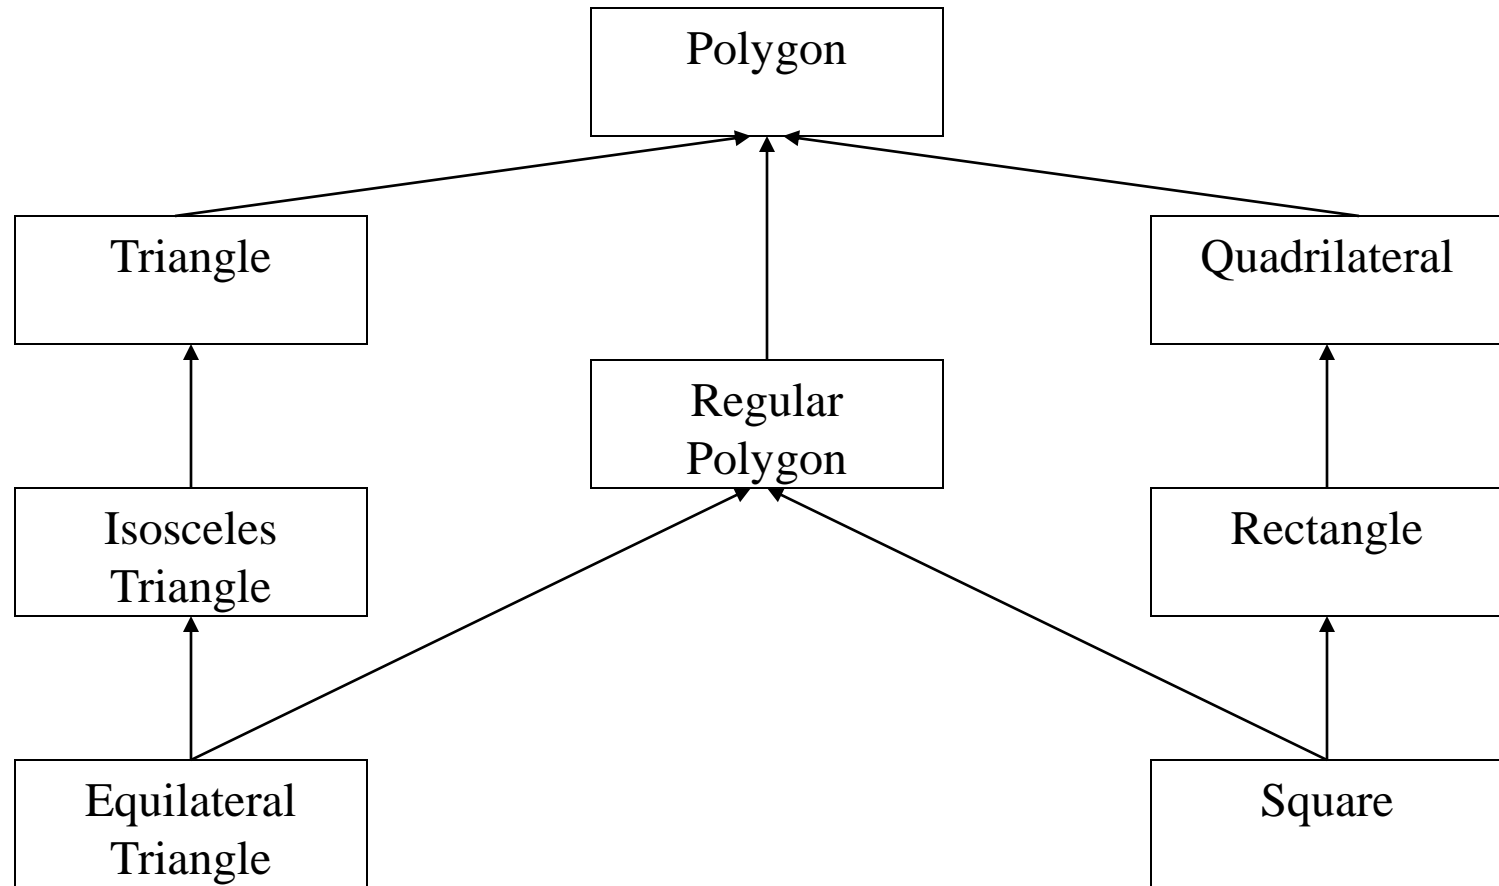 Polygon
Triangle
Quadrilateral
Regular
Polygon
Isosceles
Triangle
Rectangle
Equilateral
Triangle
Square